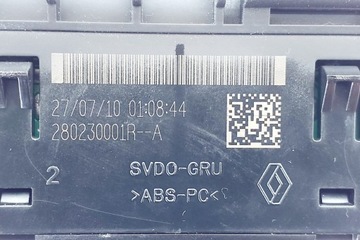 27/07/10 01:08:44
280230001R--A
2
SVDO-GRU
>ABS-PC<